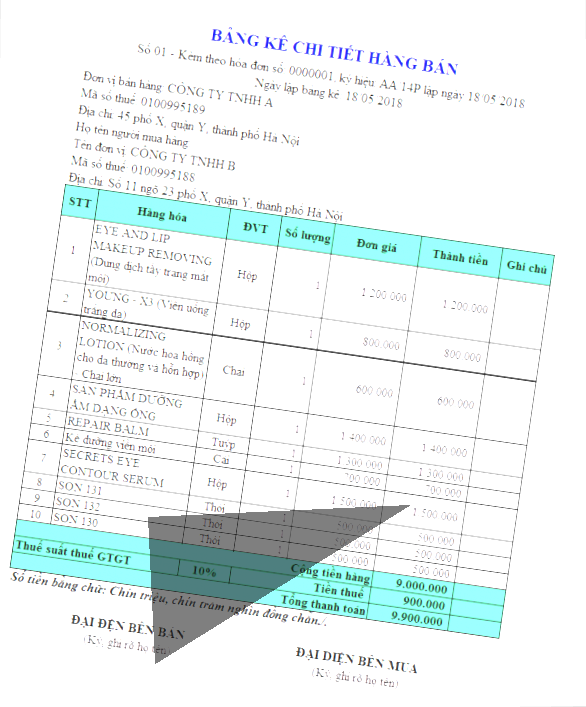 BẢNG KÊ CHI TIẾT HÀNG BÁN
Số 01 - Kèm theo hóa đơn số 0000001, ký hiệu AA 14P lập ngày 18/05/2018
Ngày lập bảng kê 18/05/2018
Đơn vị bán hàng CÔNG TY TNHH A
Mã số thuế 0100995189
Địa chỉ 45 phố X, quận Y, thành phố Hà Nội
Họ tên người mua hàng
Tên đơn vị CÔNG TY TNHH B
Mã số thuế 0100995188
Địa chỉ Số 11 ngõ 23 phố X, quận Y, thành phố Hà Nội
STT Hàng hóa ĐVT Số lượng Đơn giá Thành tiền Ghi chú
EYE AND LIP
MAKEUP REMOVING
(Dung dịch tẩy trang mắt
môi)
1 Hộp 1 1.200.000 1.200.000
YOUNG - X3 (Viên uống
trắng da)
2 Hộp 1 800.000 800.000
NORMALIZING
LOTION (Nước hoa hồng
cho da thường và hỗn hợp)
Chai lớn
3 Chai 1 600.000 600.000
SẢN PHẨM DƯỠNG
ẨM DẠNG ỐNG
4 Hộp 1 1.400.000 1.400.000
5 REPAIR BALM Tuýp 1 1.300.000 1.300.000
6 Kẻ dưỡng viền môi Cái 1 700.000 700.000
SECRETS EYE
CONTOUR SERUM
7 Hộp 1 1.500.000 1.500.000
8 SON 131 Thỏi 1 500.000 500.000
9 SON 132 Thỏi 1 500.000 500.000
10 SON 130 Thỏi 1 500.000 500.000
Cộng tiền hàng 9.000.000
Thuế suất thuế GTGT 10% Tiền thuế 900.000
Tổng thanh toán 9.900.000
Số tiền bằng chữ: Chín triệu, chín trăm nghìn đồng chẵn./.
ĐẠI ĐỆN BÊN BÁN
(Ký, ghi rõ họ tên)
ĐẠI DIỆN BÊN MUA
(Ký, ghi rõ họ tên)